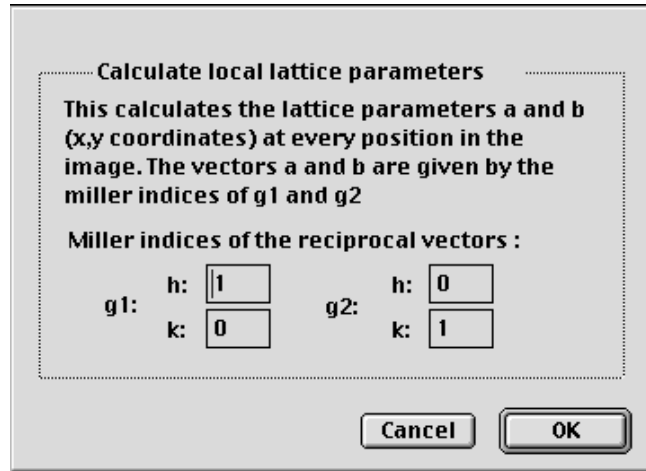 Calculate local lattice parameters
This calculates the lattice parameters a and b
(x,y coordinates) at every position in the
image. The vectors a and b are given by the
miller indices of g1 and g2
Miller indices of the reciprocal vectors :
g1: h: 1 g2: h: 0
k: 0 k: 1
Cancel OK